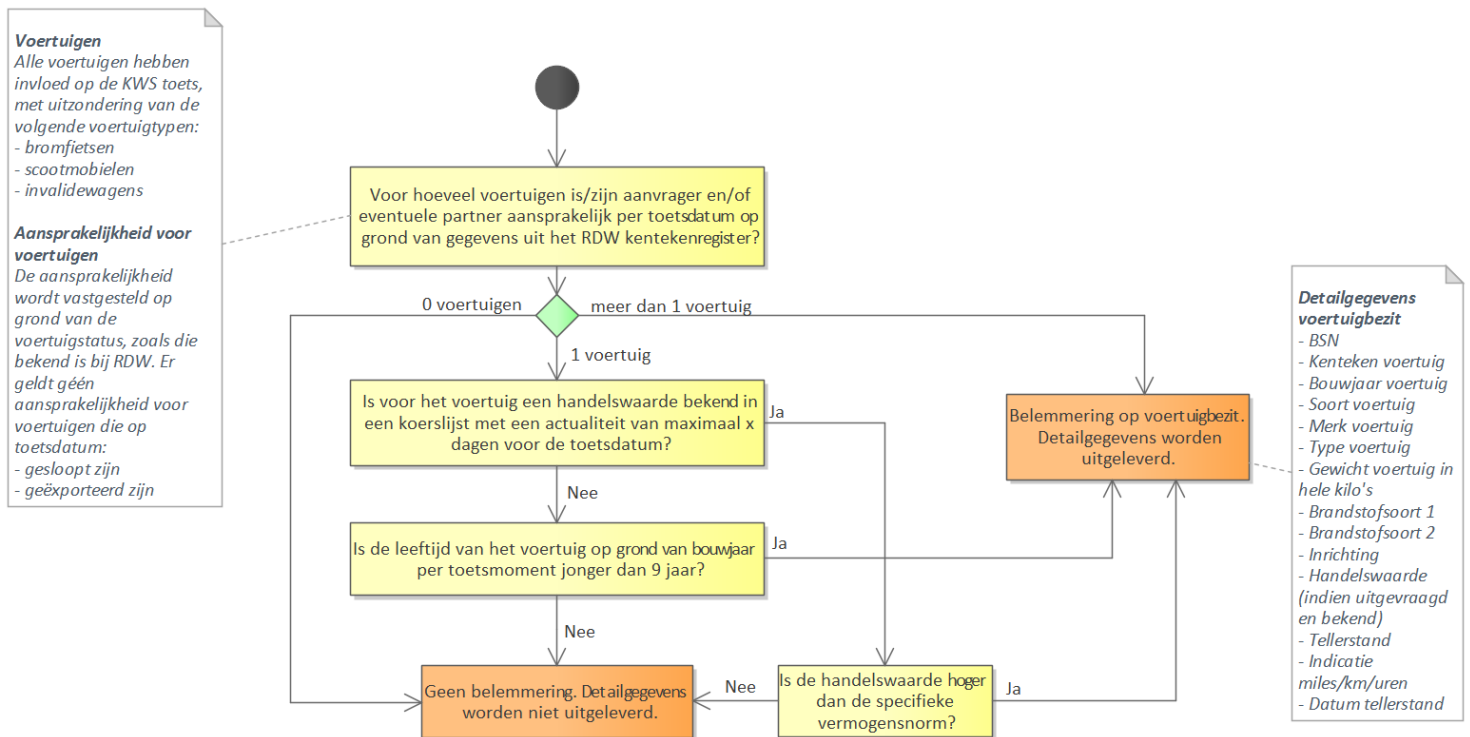 Voertuigen
Alle voertuigen hebben
invloed op de KWS toets,
met uitzondering van de
volgende voertuigtypen:
- bromfietsen
- scootmobielen
- invalidewagens
Aansprakelijkheid voor
voertuigen
De aansprakelijkheid
wordt vastgesteld op
grond van de
voertuigstatus, zoals die
bekend is bij RDW. Er
geldt géén
aansprakelijkheid voor
voertuigen die op
toetsdatum:
- gesloopt zijn
- geëxporteerd zijn
Voor hoeveel voertuigen is/zijn aanvrager en/of
eventuele partner aansprakelijk per toetsdatum op
grond van gegevens uit het RDW kentekenregister?
0 voertuigen
meer dan 1 voertuig
1 voertuig
Is voor het voertuig een handelswaarde bekend in
een koerslijst met een actualiteit van maximaal x
dagen voor de toetsdatum?
Ja
Nee
Is de leeftijd van het voertuig op grond van bouwjaar
per toetsmoment jonger dan 9 jaar?
Ja
Nee
Geen belemmering. Detailgegevens
worden niet uitgeleverd.
Nee
Is de handelswaarde hoger
dan de specifieke
vermogensnorm?
Ja
Belemmering op voertuigbezit.
Detailgegevens worden
uitgeleverd.
Detailgegevens
voertuigbezit
- BSN
- Kenteken voertuig
- Bouwjaar voertuig
- Soort voertuig
- Merk voertuig
- Type voertuig
- Gewicht voertuig in
hele kilo's
- Brandstofsoort 1
- Brandstofsoort 2
- Inrichting
- Handelswaarde
(indien uitgevraagd
en bekend)
- Tellerstand
- Indicatie
miles/km/uren
- Datum tellerstand